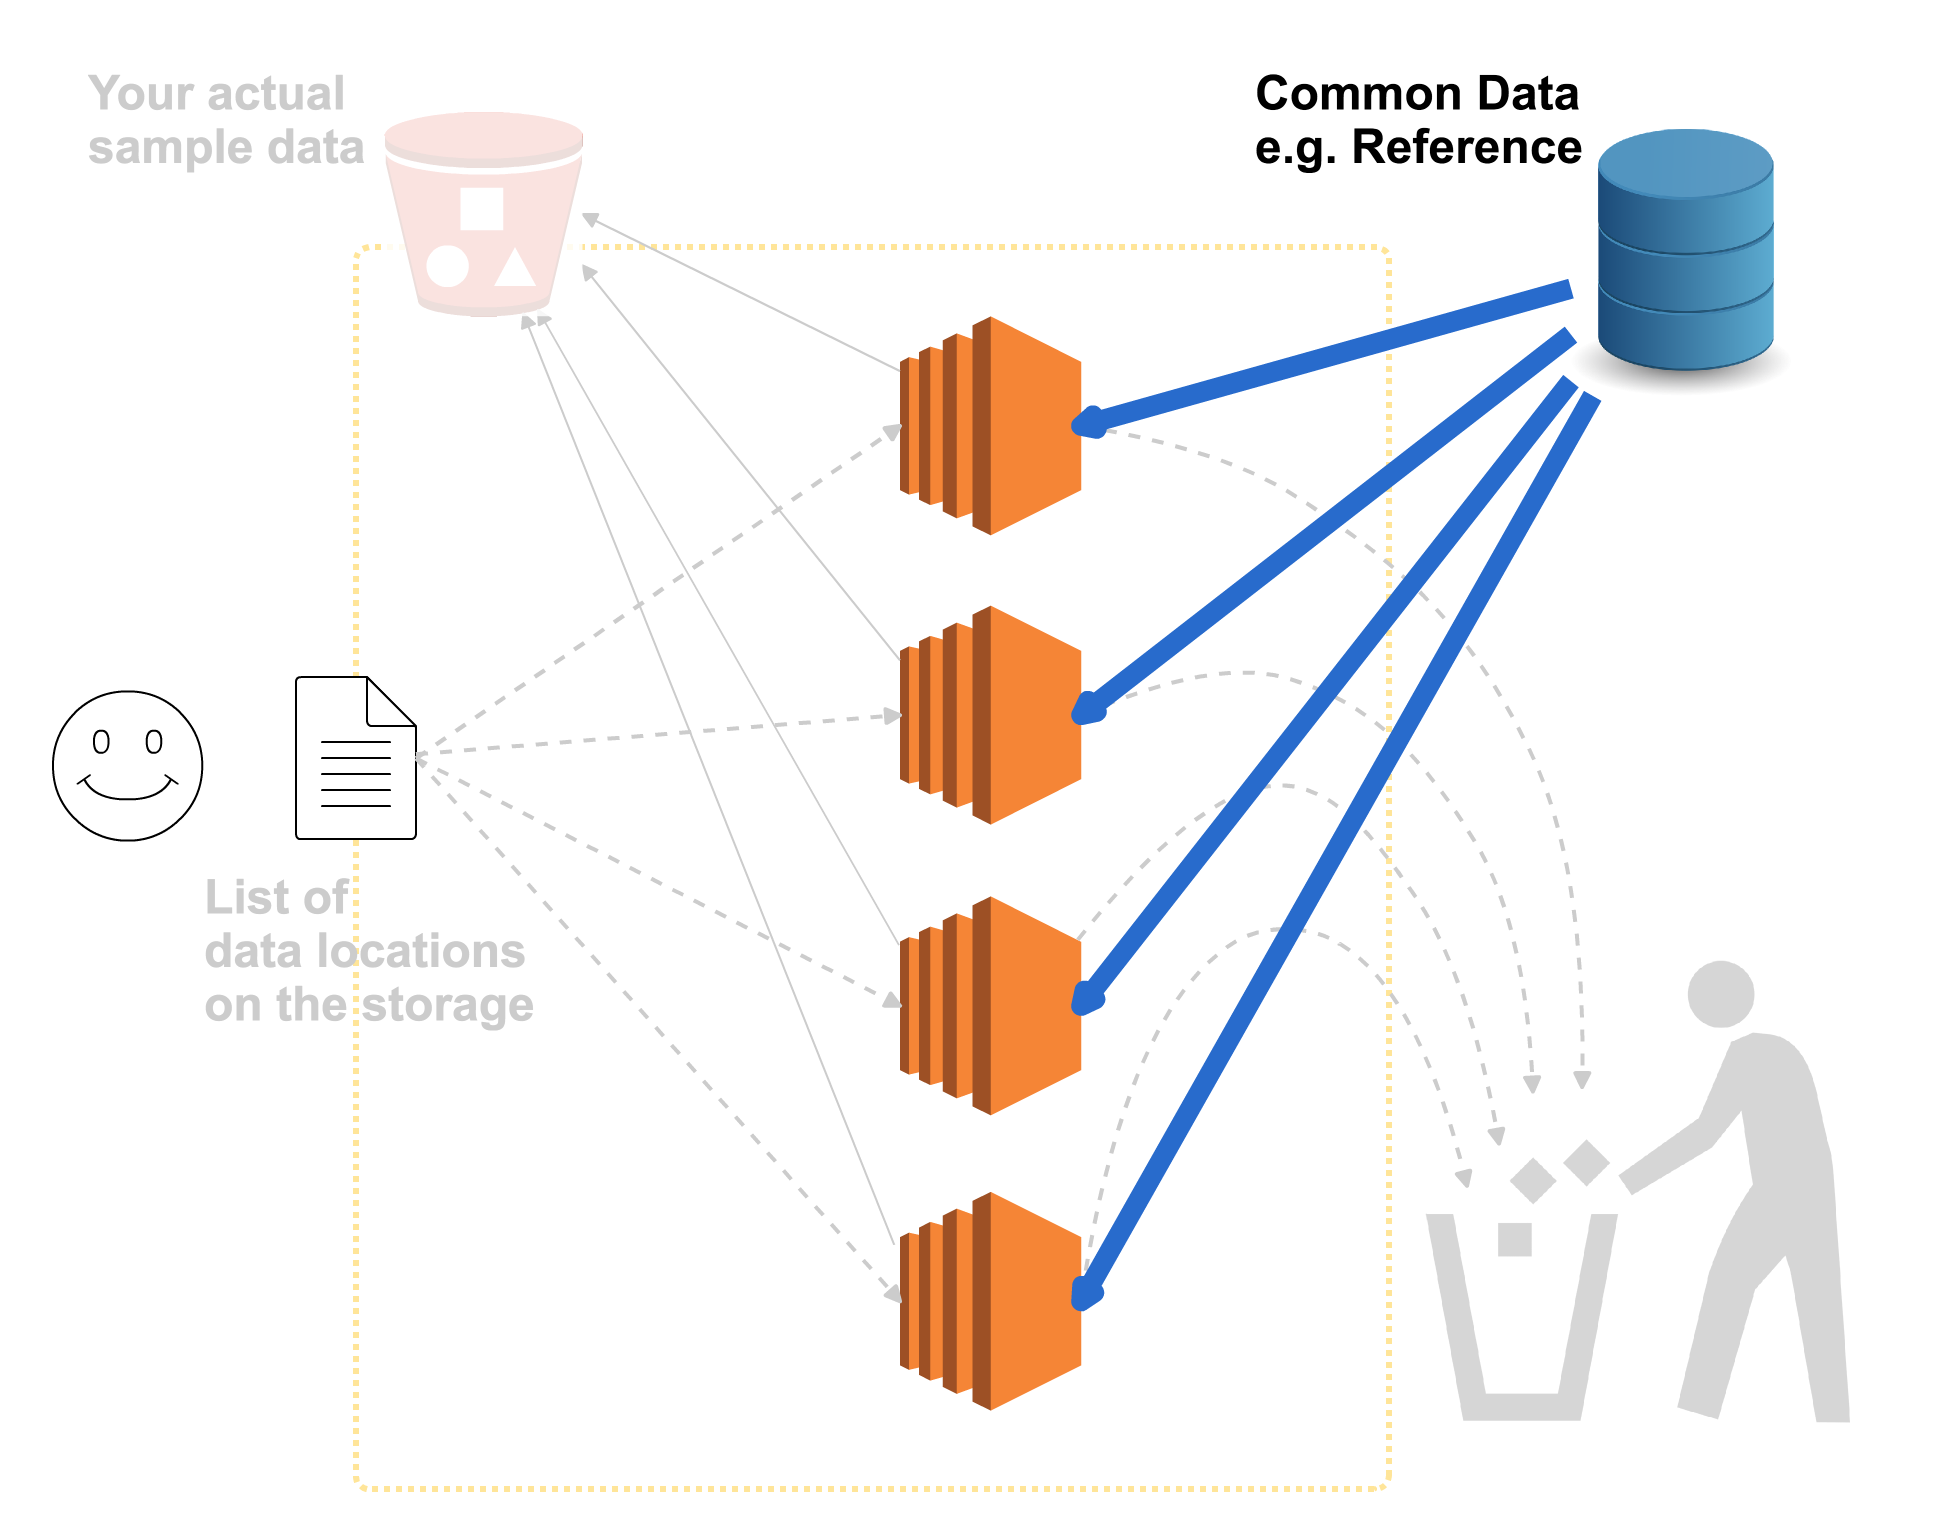 Your actual
sample data
Common Data
e.g. Reference
List of
data locations
on the storage